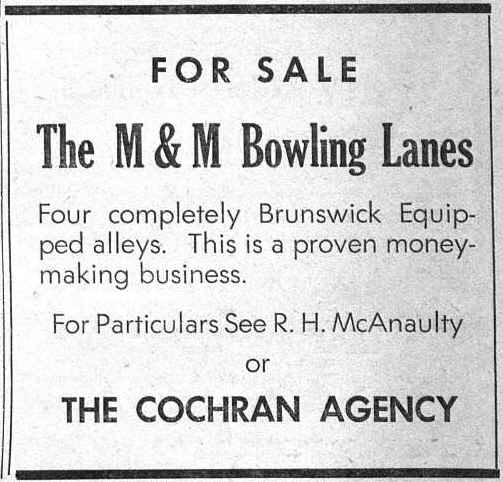 FOR SALE
The M & M Bowling Lanes
Four completely Brunswick Equip-
ped alleys. This is a proven money-
making business.
For Particulars See R. H. McAnaulty
or
THE COCHRAN AGENCY